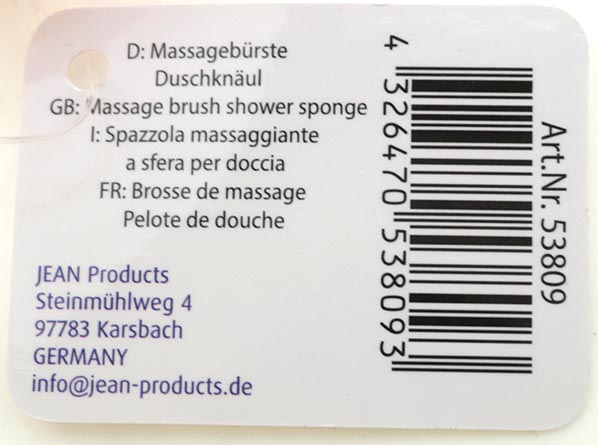 D: Massagebürste
Duschknäul
GB: Massage brush shower sponge
I: Spazzola massaggiante
a sfera per doccia
FR: Brosse de massage
Pelote de douche
JEAN Products
Steinmühlweg 4
97783 Karsbach
GERMANY
info@jean-products.de
4 326470 538093
Art.Nr. 53809